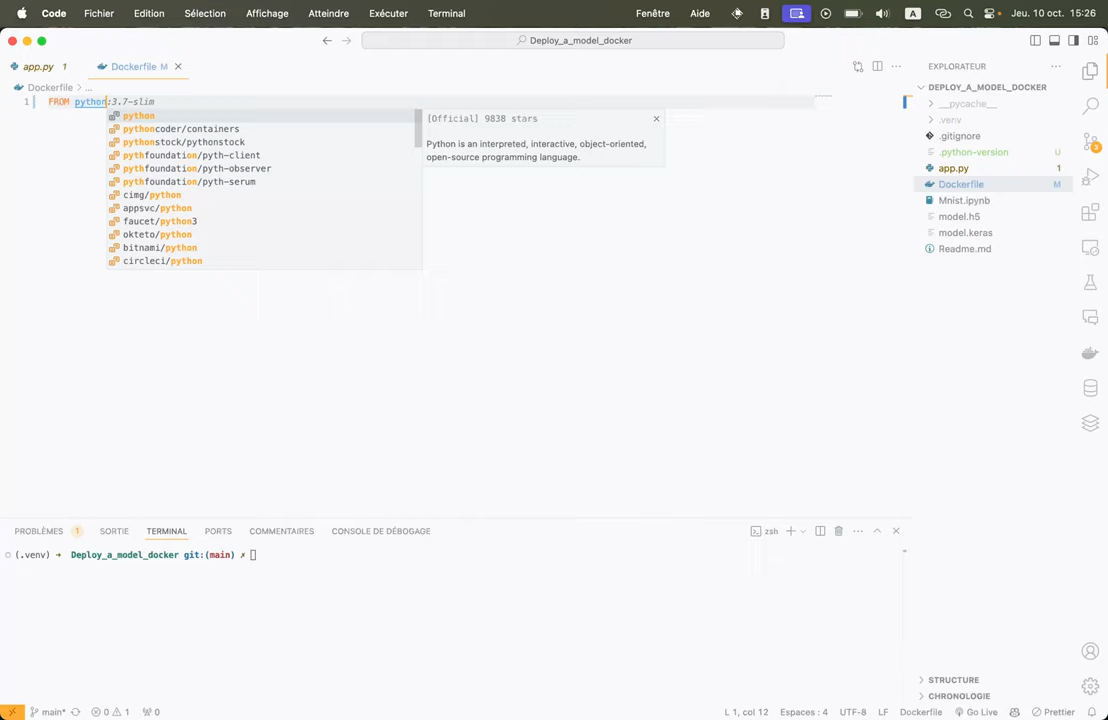 Code Fichier Edition Sélection Affichage Atteindre Exécuter Terminal Fenêtre Aide A Jeu. 10 oct. 15:26
Deploy_a_model_docker
app.py 1 Dockerfile M
Dockerfile > ...
1 FROM python:3.7-slim
python
pythoncoder/containers
pythonstock/pythonstock
pythfoundation/pyth-client
pythfoundation/pyth-observer
pythfoundation/pyth-serum
cimg/python
appsvc/python
faucet/python3
okteto/python
bitnami/python
circleci/python
[Official] 9838 stars
Python is an interpreted, interactive, object-oriented,
open-source programming language.
EXPLORATEUR
DEPLOY_A_MODEL_DOCKER
__pycache__
.venv
.gitignore
.python-version U
app.py 1
Dockerfile M
Mnist.ipynb
model.h5
model.keras
Readme.md
3
STRUCTURE
CHRONOLOGIE
PROBLÈMES 1 SORTIE TERMINAL PORTS COMMENTAIRES CONSOLE DE DÉBOGAGE
zsh
(.venv) → Deploy_a_model_docker git:(main) ✗
main* 0 1 0
L 1, col 12 Espaces : 4 UTF-8 LF Dockerfile Go Live Prettier